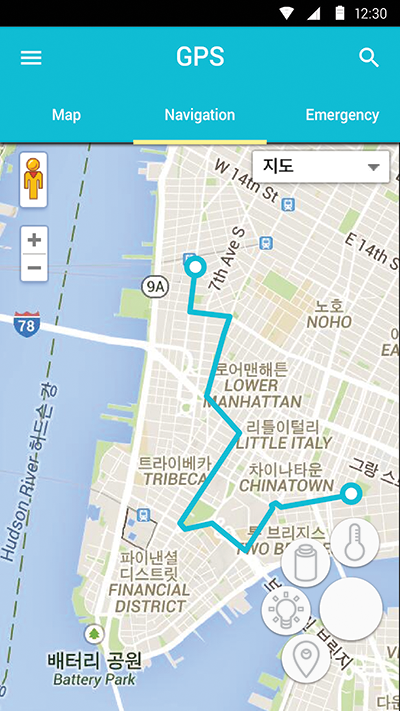 12:30
GPS
Map
Navigation
Emergency
지도
W 14th St
E 14th St
7th Ave S
9A
78
노호
NOHO
로어맨해튼
LOWER
MANHATTAN
리틀이털리
LITTLE ITALY
트라이베카
TRIBECA
차이나타운
CHINATOWN
그랑
Hudson River 허드슨 강
투 브리지스
TWO
파이낸셜
디스트릿
FINANCIAL
DISTRICT
배터리 공원
Battery Park